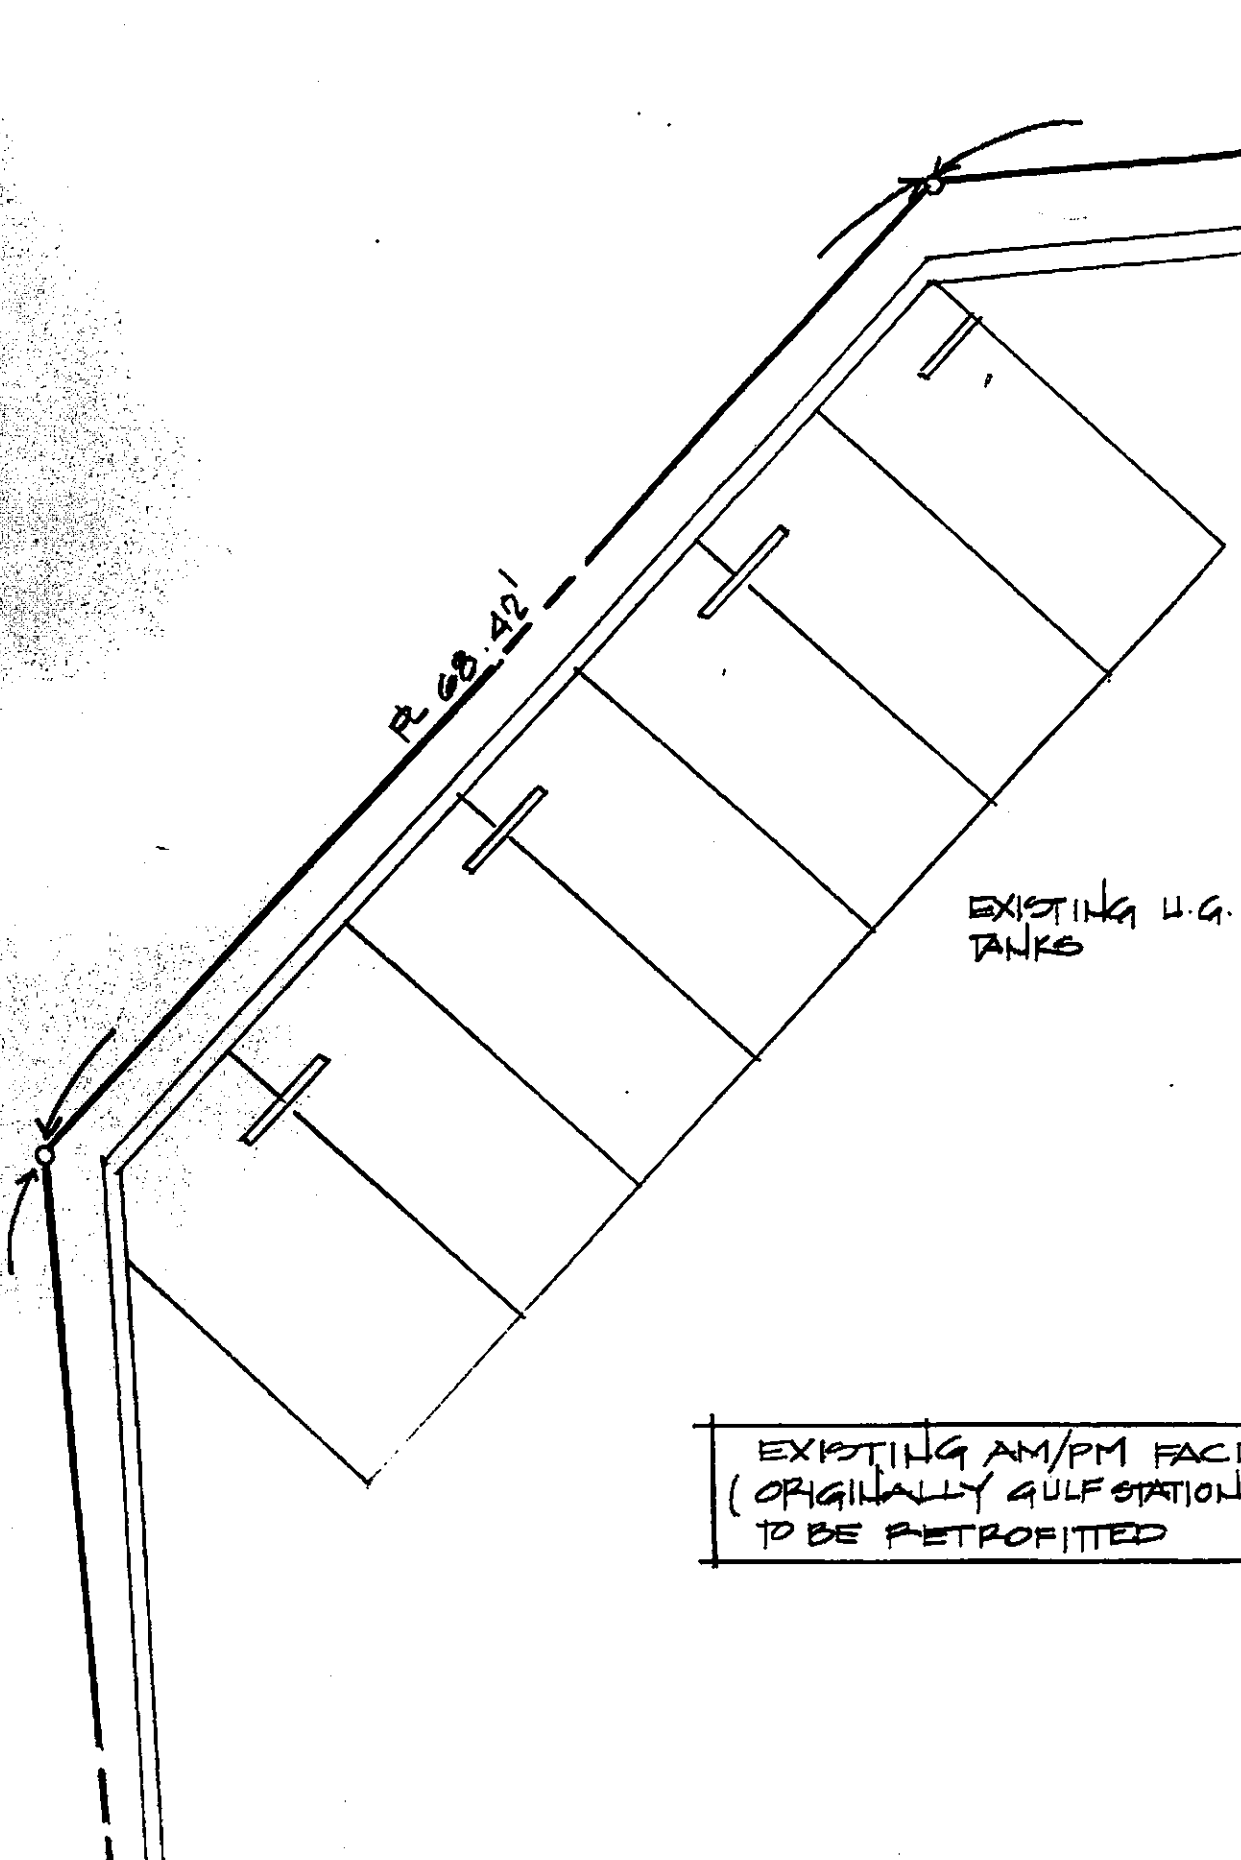 PL 68.42'
EXISTING U.G.
TANKS
EXISTING AM/PM FACI
(ORIGINALLY GULF STATION
TO BE RETROFITTED